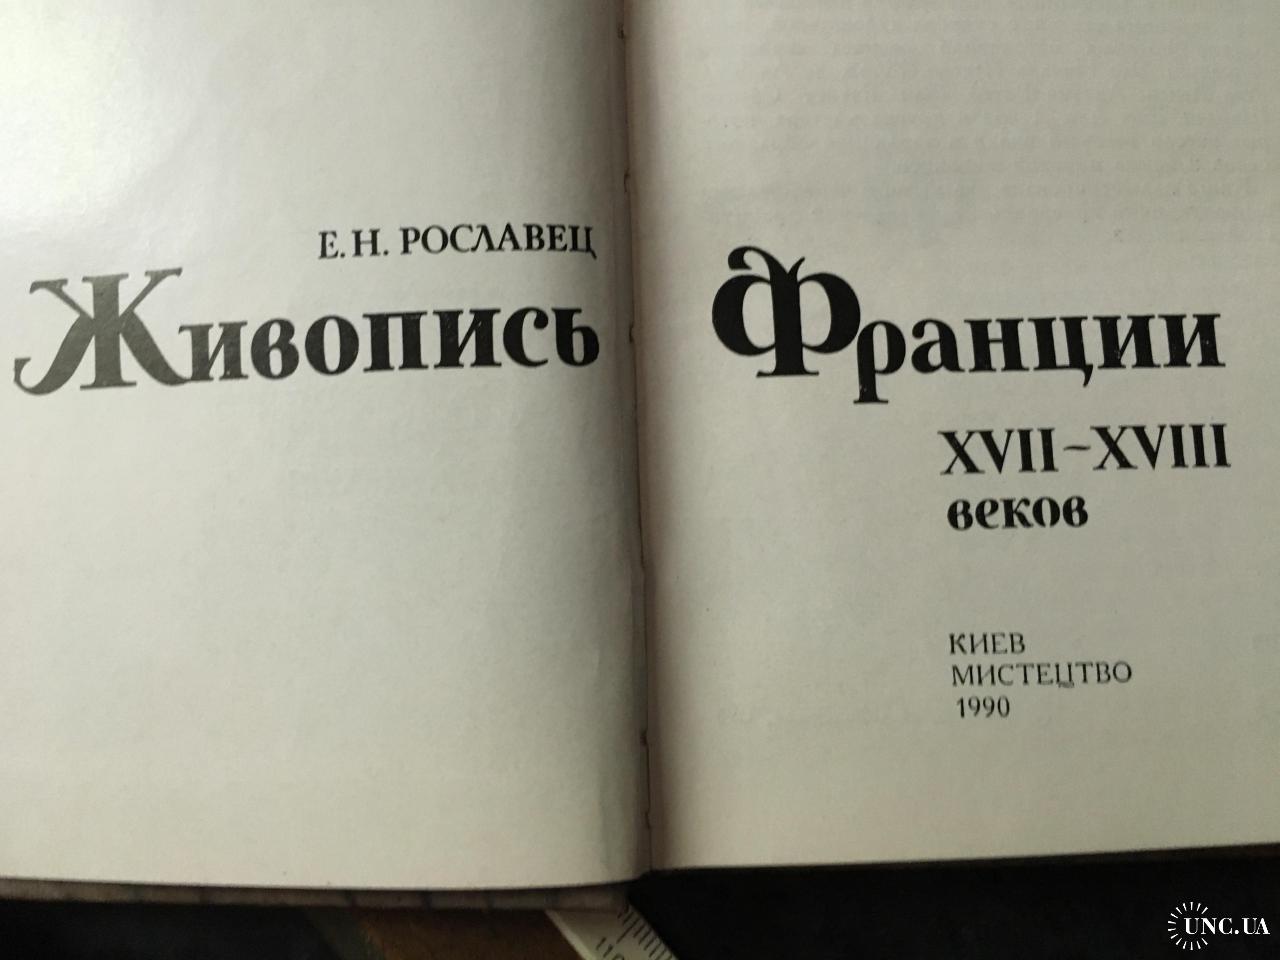 Е. Н. РОСЛАВЕЦ
Живопись
Франции
XVII–XVIII
веков
КИЕВ
МИСТЕЦТВО
1990
UNC.UA